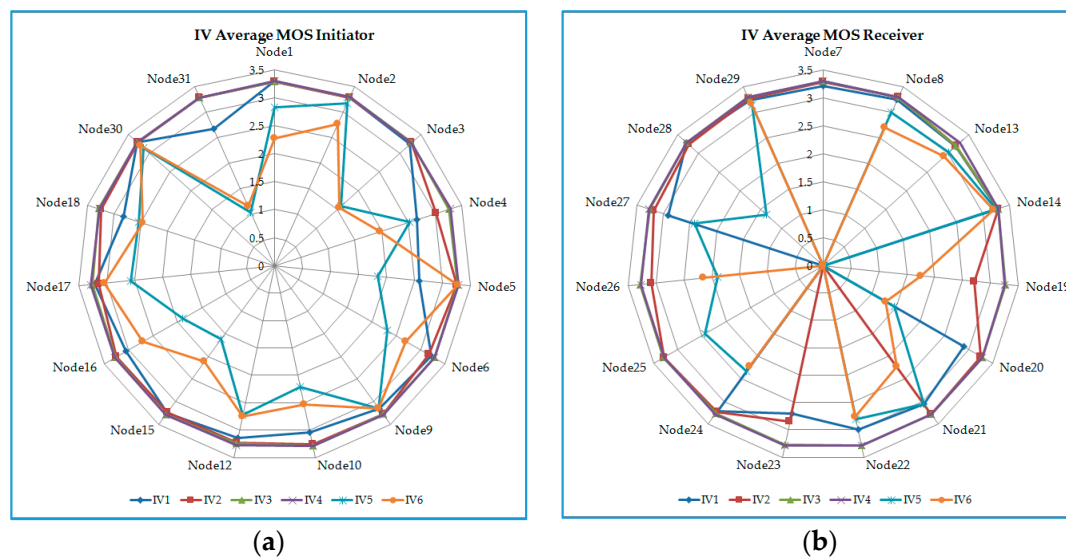 IV Average MOS Initiator
Node1
Node2
Node3
Node4
Node5
Node6
Node9
Node10
Node12
Node15
Node16
Node17
Node18
Node30
Node31
3.5
3
2.5
2
1.5
1
0.5
0
IV1 IV2 IV3 IV4 IV5 IV6
(a)
IV Average MOS Receiver
Node7
Node8
Node13
Node14
Node19
Node20
Node21
Node22
Node23
Node24
Node25
Node26
Node27
Node28
Node29
3.5
3
2.5
2
1.5
1
0.5
0
IV1 IV2 IV3 IV4 IV5 IV6
(b)